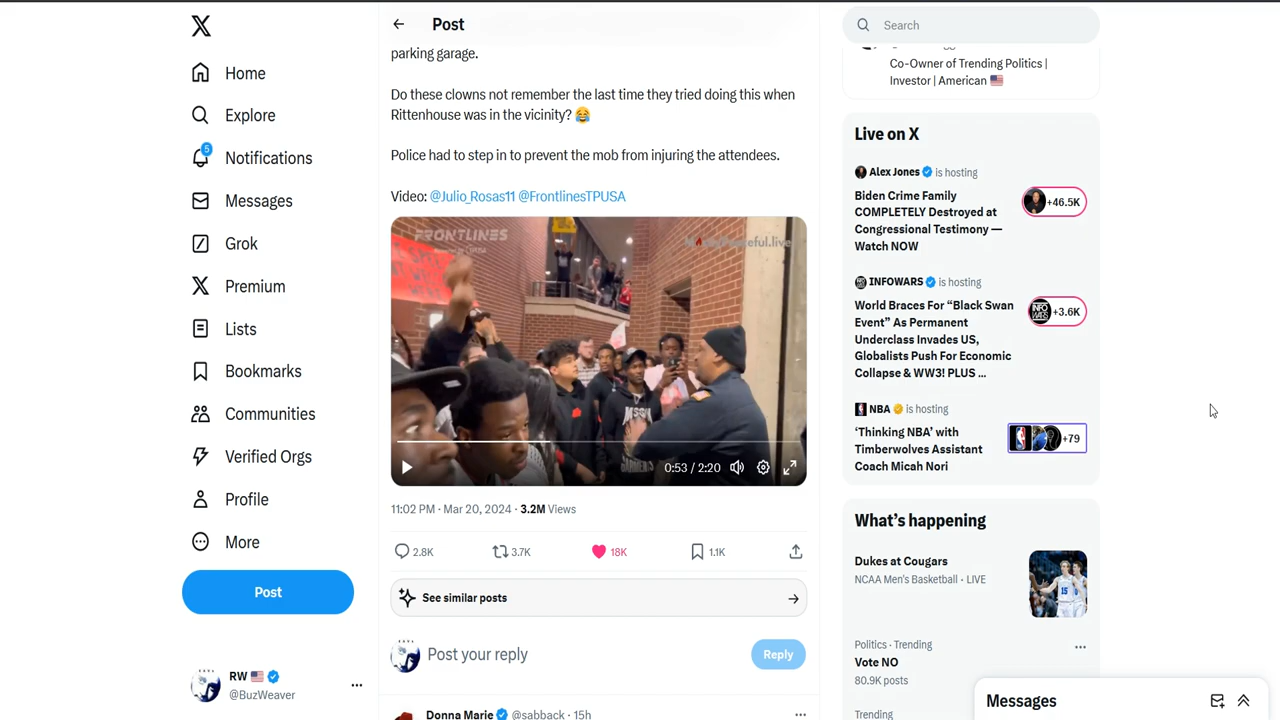 Post
Search
parking garage.
Do these clowns not remember the last time they tried doing this when
Rittenhouse was in the vicinity? 😂
Police had to step in to prevent the mob from injuring the attendees.
Video: @Julio_Rosas11 @FrontlinesTPUSA
FRONTLINES
0:53 / 2:20
11:02 PM · Mar 20, 2024 · 3.2M Views
2.8K
3.7K
18K
1.1K
See similar posts
Post your reply
Reply
Donna Marie @sabback · 15h
Home
Explore
5
Notifications
Messages
Grok
Premium
Lists
Bookmarks
Communities
Verified Orgs
Profile
More
Post
RW 🇺🇸
@BuzWeaver
Co-Owner of Trending Politics |
Investor | American 🇺🇸
Live on X
Alex Jones is hosting
Biden Crime Family
COMPLETELY Destroyed at
Congressional Testimony —
Watch NOW
+46.5K
INFOWARS is hosting
World Braces For “Black Swan
Event” As Permanent
Underclass Invades US,
Globalists Push For Economic
Collapse & WW3! PLUS ...
+3.6K
NBA is hosting
‘Thinking NBA’ with
Timberwolves Assistant
Coach Micah Nori
+79
What’s happening
Dukes at Cougars
NCAA Men's Basketball · LIVE
Politics · Trending
Vote NO
80.9K posts
Trending
Messages